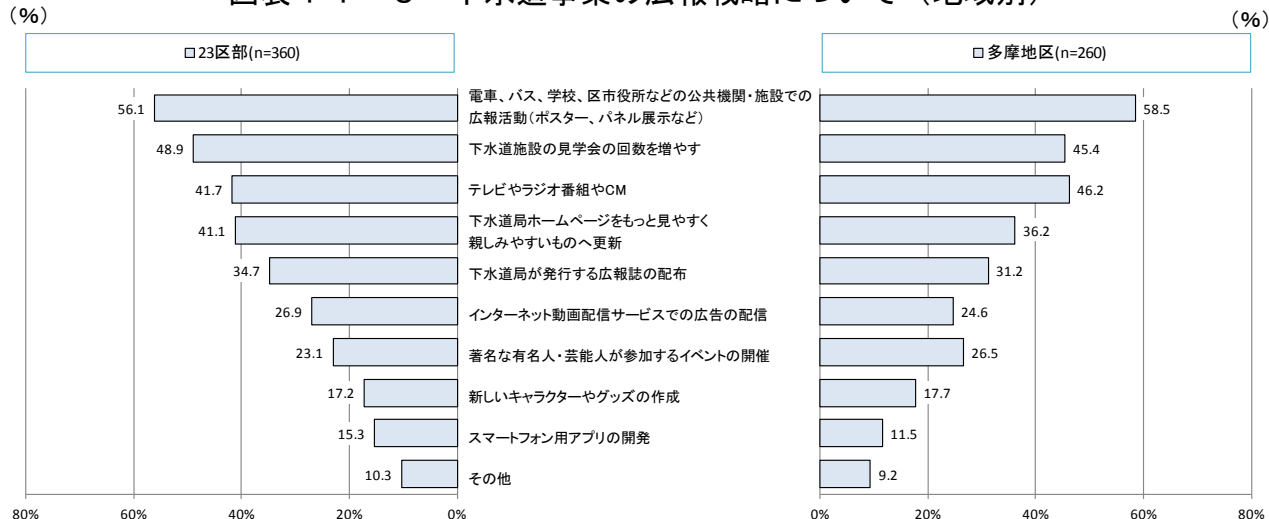 (%)
(%)
23区部(n=360)
多摩地区(n=260)
56.1
電車、バス、学校、区市役所などの公共機関・施設での
広報活動(ポスター、パネル展示など)
58.5
48.9
下水道施設の見学会の回数を増やす
45.4
41.7
テレビやラジオ番組やCM
46.2
41.1
下水道局ホームページをもっと見やすく
親しみやすいものへ更新
36.2
34.7
下水道局が発行する広報誌の配布
31.2
26.9
インターネット動画配信サービスでの広告の配信
24.6
23.1
著名な有名人・芸能人が参加するイベントの開催
26.5
17.2
新しいキャラクターやグッズの作成
17.7
15.3
スマートフォン用アプリの開発
11.5
10.3
その他
9.2
80% 60% 40% 20% 0%
0% 20% 40% 60% 80%